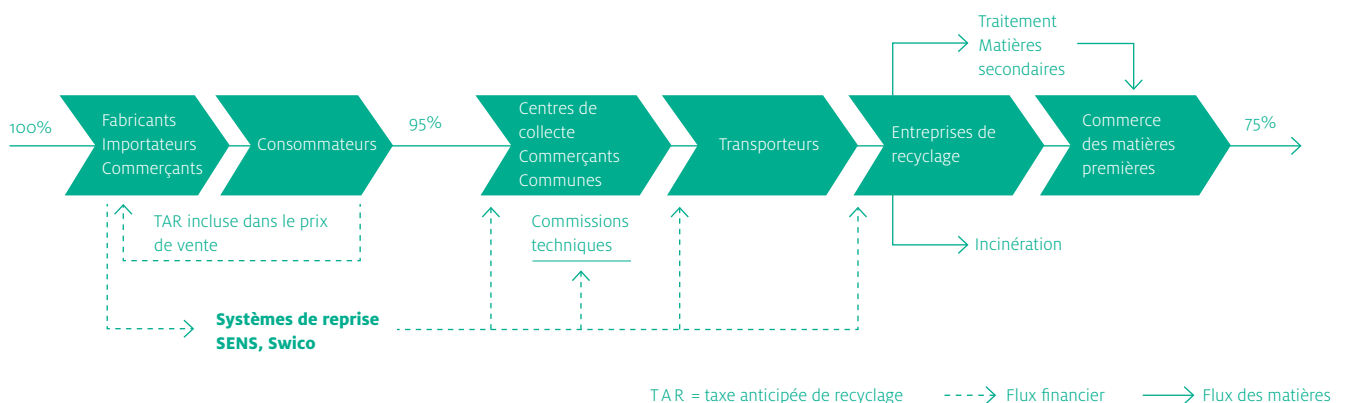 Traitement
Matières
secondaires
100%
Fabricants
Importateurs
Commerçants
Consommateurs
95%
Centres de
collecte
Commerçants
Communes
Transporteurs
Entreprises de
recyclage
Commerce
des matières
premières
75%
TAR incluse dans le prix
de vente
Commissions
techniques
Incinération
Systèmes de reprise
SENS, Swico
TAR = taxe anticipée de recyclage
Flux financier
Flux des matières